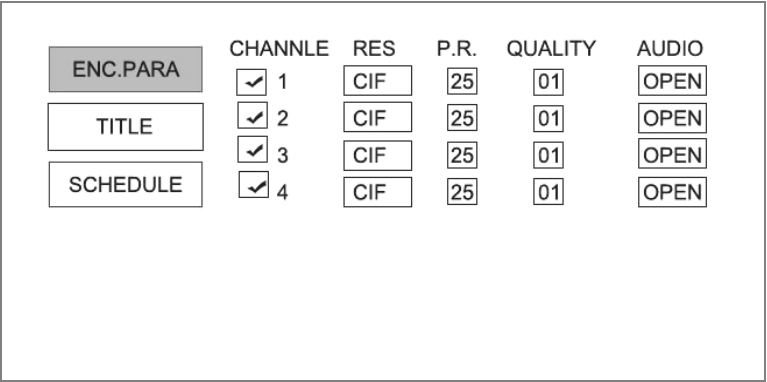 CHANNLE RES P.R. QUALITY AUDIO
ENC.PARA
1 CIF 25 01 OPEN
TITLE
2 CIF 25 01 OPEN
3 CIF 25 01 OPEN
SCHEDULE
4 CIF 25 01 OPEN